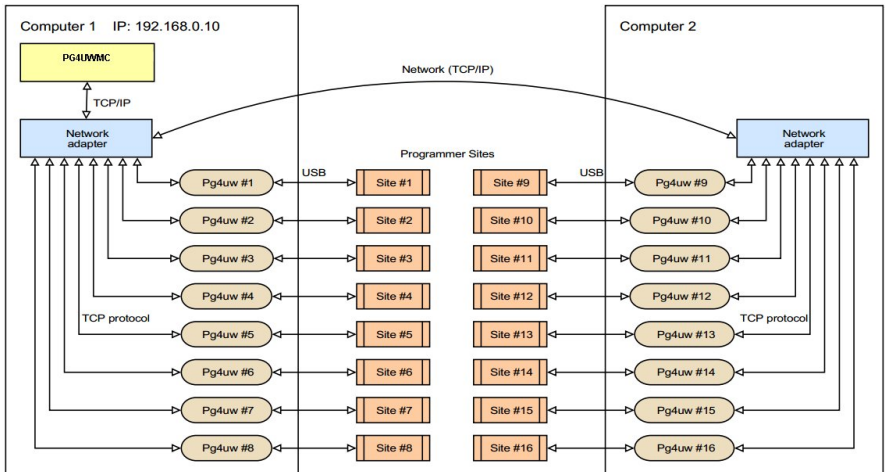 Computer 1 IP: 192.168.0.10
Computer 2
PG4UWMC
TCP/IP
Network (TCP/IP)
Network
adapter
Network
adapter
Programmer Sites
Pg4uw #1 USB Site #1 Site #9 USB Pg4uw #9
Pg4uw #2 Site #2 Site #10 Pg4uw #10
Pg4uw #3 Site #3 Site #11 Pg4uw #11
Pg4uw #4 Site #4 Site #12 Pg4uw #12
TCP protocol TCP protocol
Pg4uw #5 Site #5 Site #13 Pg4uw #13
Pg4uw #6 Site #6 Site #14 Pg4uw #14
Pg4uw #7 Site #7 Site #15 Pg4uw #15
Pg4uw #8 Site #8 Site #16 Pg4uw #16